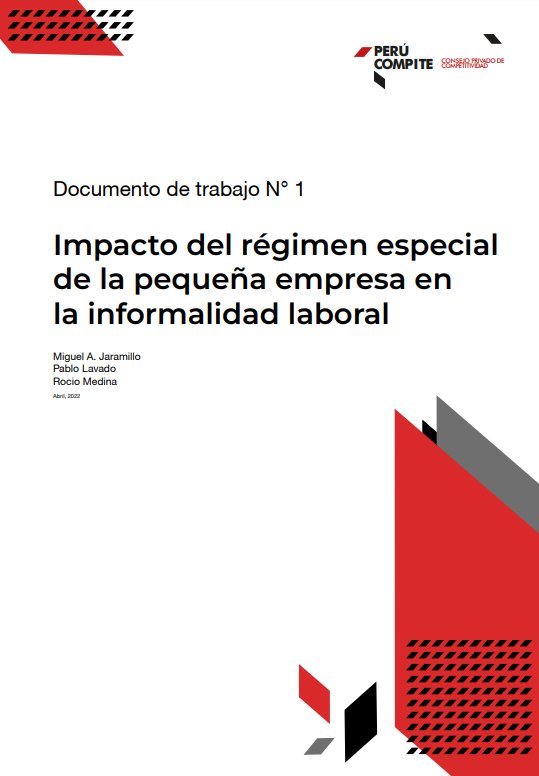 PERÚ
COMPITE
CONSEJO PRIVADO DE
COMPETITIVIDAD
Documento de trabajo N° 1
Impacto del régimen especial
de la pequeña empresa en
la informalidad laboral
Miguel A. Jaramillo
Pablo Lavado
Rocio Medina
Abril, 2022